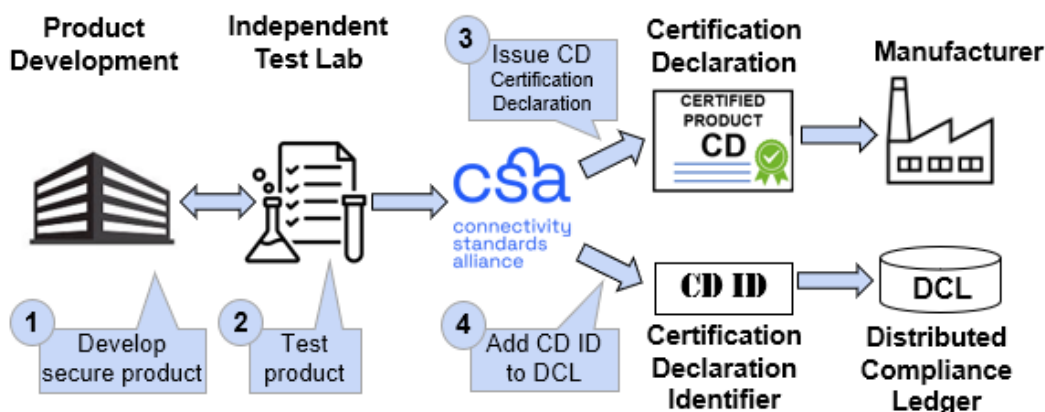 Product
Development
Independent
Test Lab
3
Issue CD
Certification
Declaration
Certification
Declaration
Manufacturer
CERTIFIED
PRODUCT
CD
csa
connectivity
standards
alliance
1
Develop
secure product
2
Test
product
4
Add CD ID
to DCL
CD ID
Certification
Declaration
Identifier
DCL
Distributed
Compliance
Ledger